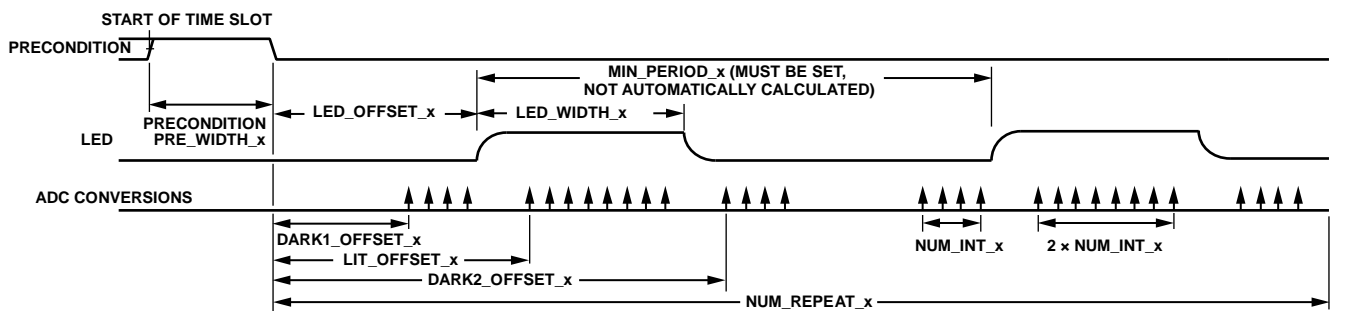 START OF TIME SLOT
PRECONDITION
MIN_PERIOD_x (MUST BE SET,
NOT AUTOMATICALLY CALCULATED)
LED_OFFSET_x
LED_WIDTH_x
PRECONDITION
PRE_WIDTH_x
LED
ADC CONVERSIONS
DARK1_OFFSET_x
NUM_INT_x
2 × NUM_INT_x
LIT_OFFSET_x
DARK2_OFFSET_x
NUM_REPEAT_x